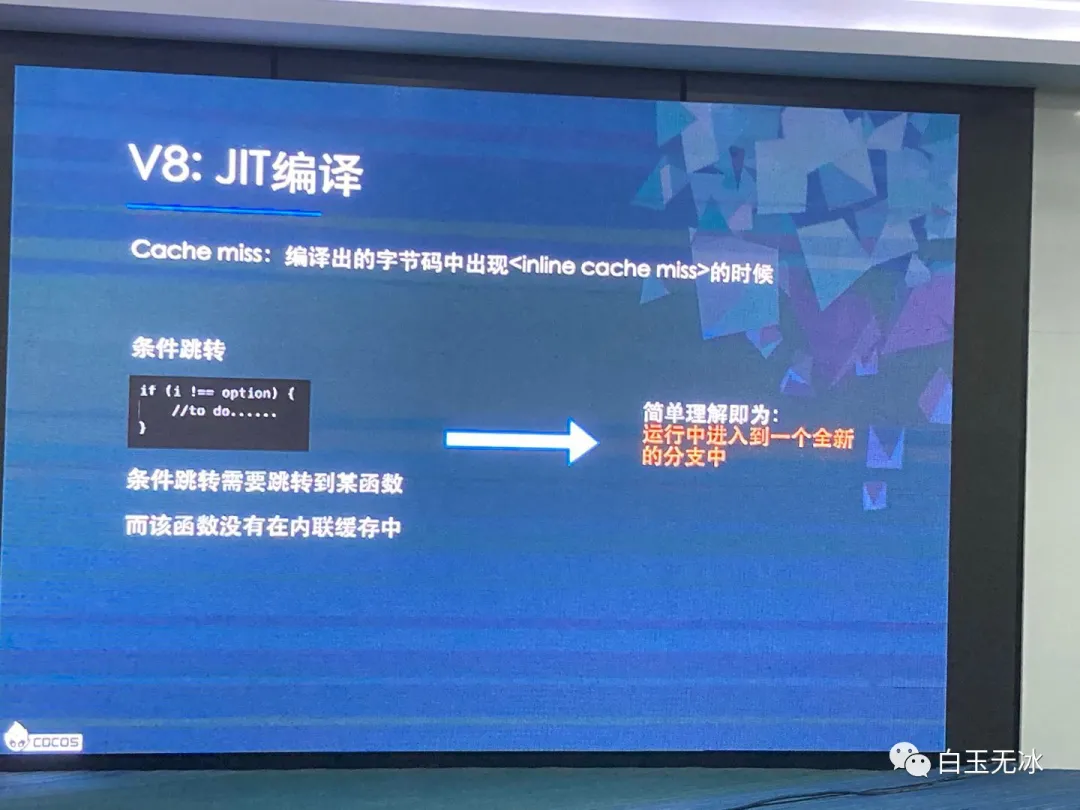 V8: JIT编译
Cache miss：编译出的字节码中出现<inline cache miss>的时候
条件跳转
if (i !== option) {
//to do......
}
条件跳转需要跳转到某函数
而该函数没有在内联缓存中
简单理解即为：
运行中进入到一个全新
的分支中
COCOS
白玉无冰